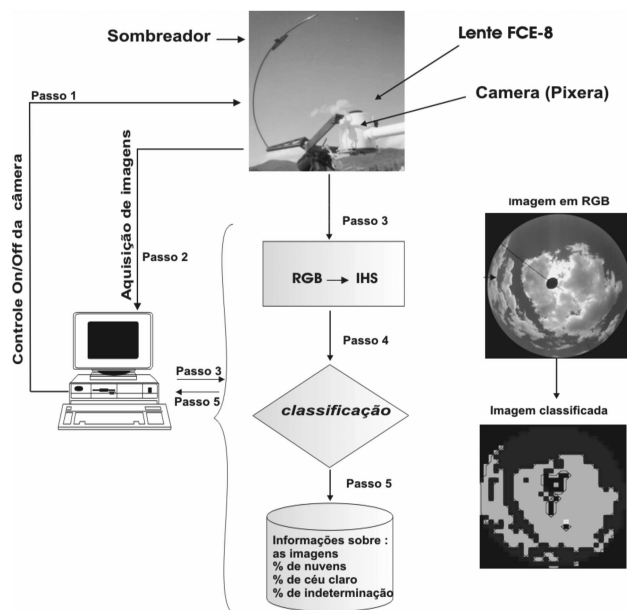 Sombreador
Lente FCE-8
Camera (Pixera)
Passo 1
Controle On/Off da câmera
Aquisição de imagens
Passo 2
Passo 3
Imagem em RGB
RGB → IHS
Passo 4
Passo 3
Passo 5
classificação
Imagem classificada
Passo 5
Informações sobre :
as imagens
% de nuvens
% de céu claro
% de indeterminação